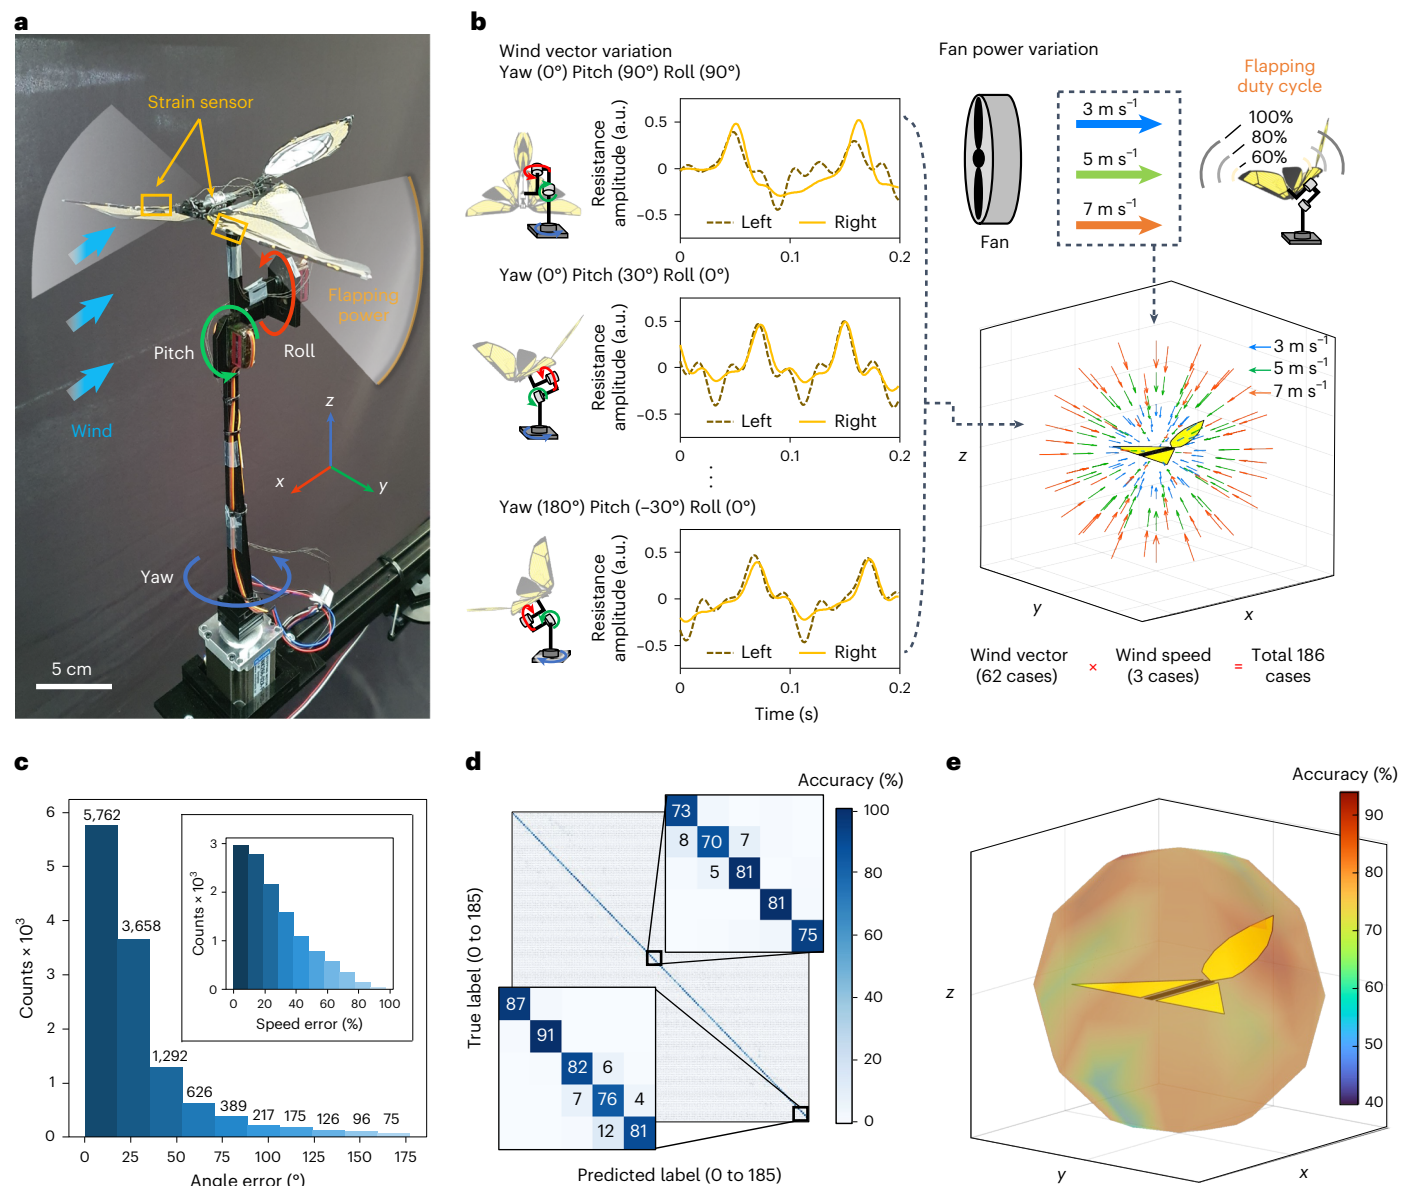 a
Strain sensor
Flapping
power
Pitch
Roll
Wind
z
x
y
Yaw
5 cm
b
Wind vector variation
Yaw (0°) Pitch (90°) Roll (90°)
Resistance
amplitude (a.u.)
0.5
0
−0.5
Left
Right
0
0.1
0.2
Yaw (0°) Pitch (30°) Roll (0°)
Resistance
amplitude (a.u.)
0.5
0
−0.5
Left
Right
0
0.1
0.2
Yaw (180°) Pitch (−30°) Roll (0°)
Resistance
amplitude (a.u.)
0.5
0
−0.5
Left
Right
0
0.1
0.2
Time (s)
Fan power variation
Fan
3 m s⁻¹
5 m s⁻¹
7 m s⁻¹
Flapping
duty cycle
100%
80%
60%
3 m s⁻¹
5 m s⁻¹
7 m s⁻¹
z
y
x
Wind vector
(62 cases)
×
Wind speed
(3 cases)
=
Total 186
cases
c
Counts × 10³
6
5
4
3
2
1
0
5,762
3,658
1,292
626
389
217
175
126
96
75
0
25
50
75
100
125
150
175
Angle error (°)
Counts × 10³
3
2
1
0
0
20
40
60
80
100
Speed error (%)
d
Accuracy (%)
100
80
60
40
20
0
True label (0 to 185)
Predicted label (0 to 185)
73
8 70 7
5 81
81
75
87
91
82 6
7 76 4
12 81
e
Accuracy (%)
90
80
70
60
50
40
z
y
x